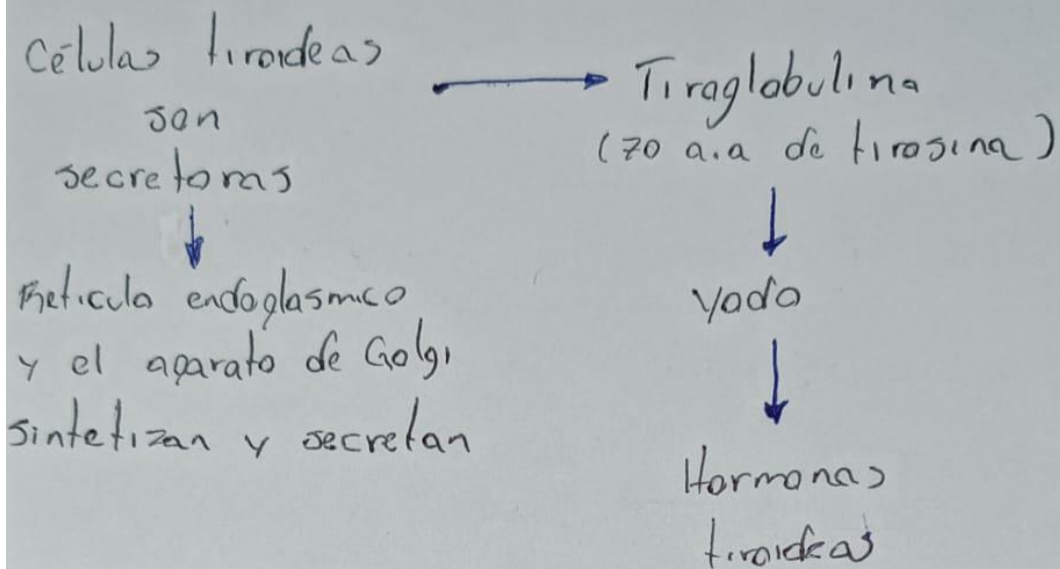 Células tiroideas
son
secretoras
Retículo endoplasmico
y el aparato de Golgi
sintetizan y secretan
Tiroglobulina
(70 a.a de tirosina)
yodo
Hormonas
tiroideas